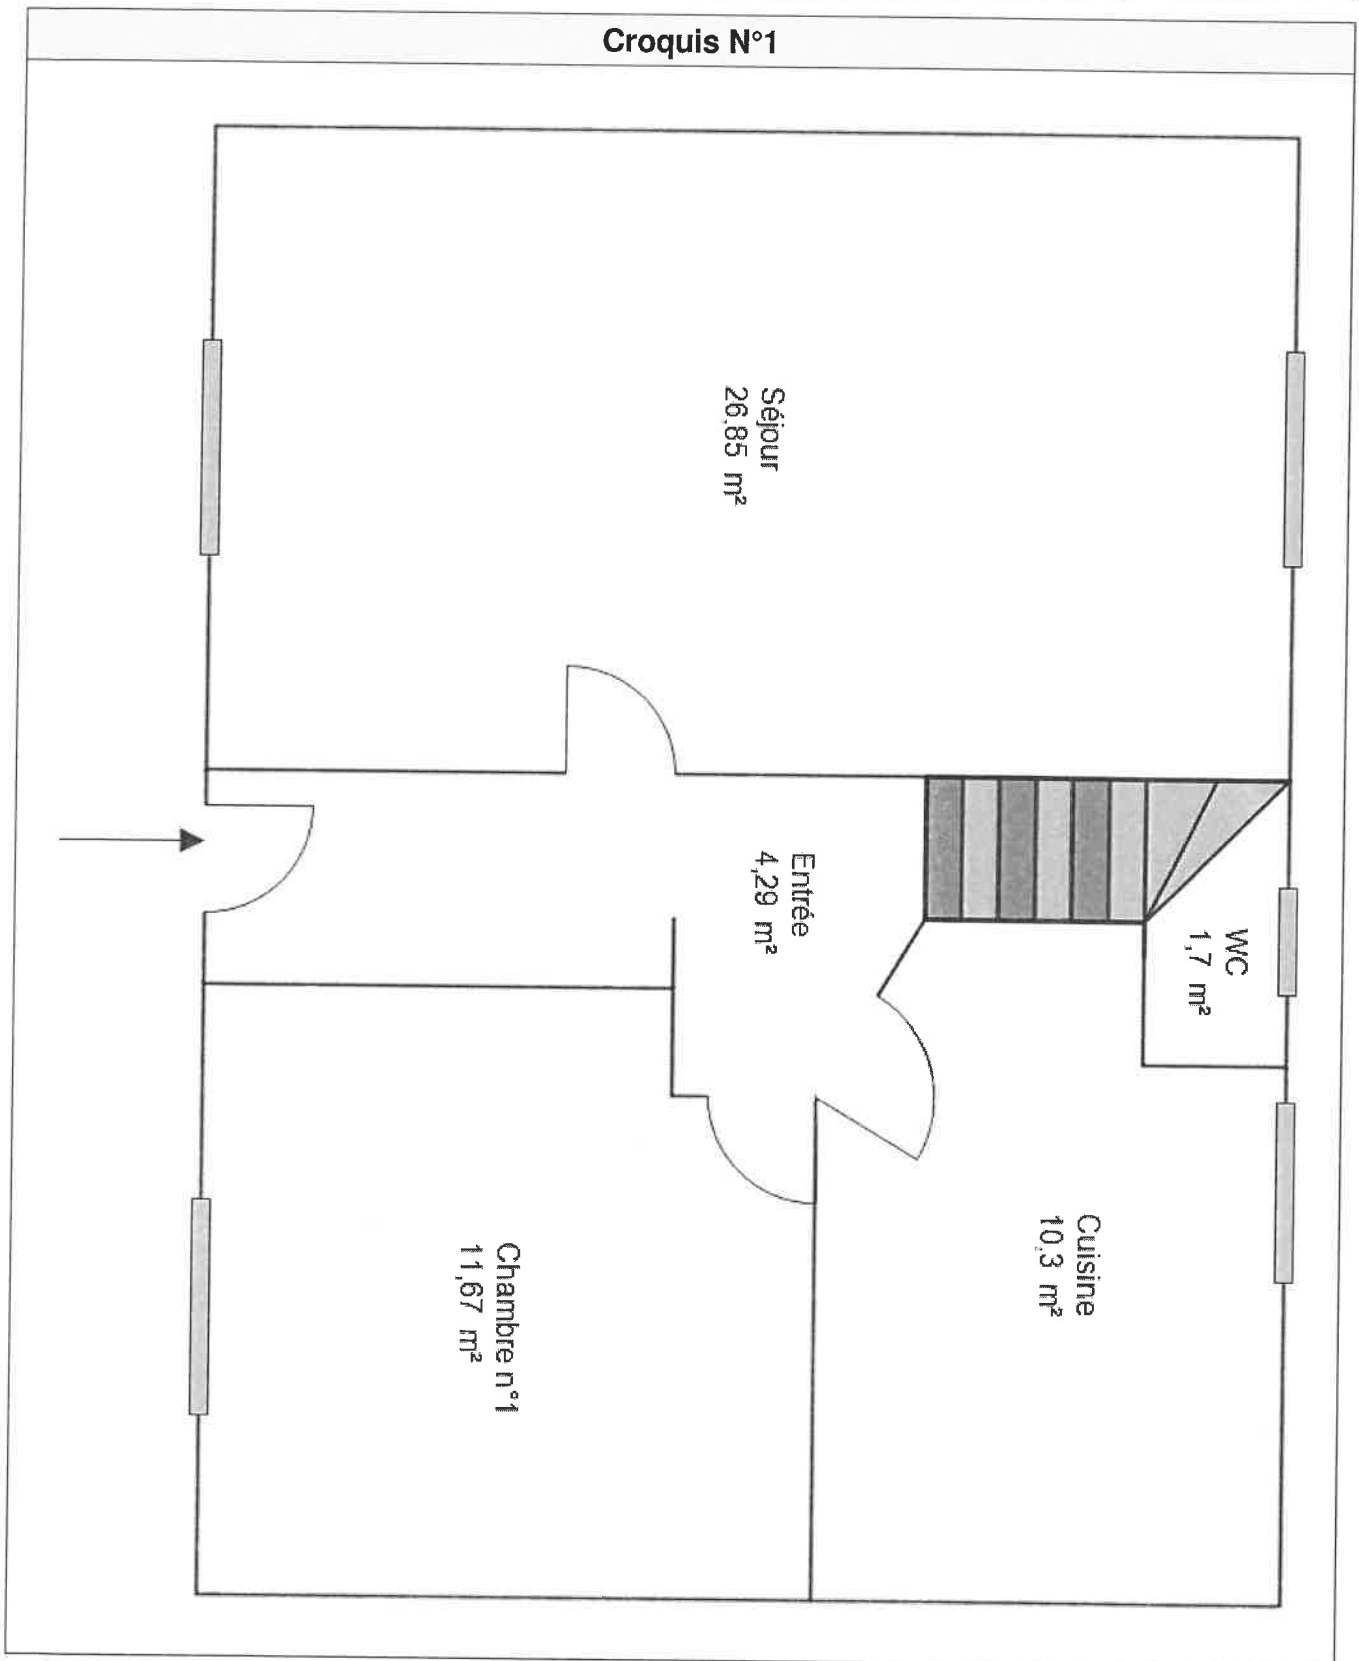 Croquis N°1
Séjour
26,85 m²
Entrée
4,29 m²
WC
1,7 m²
Cuisine
10,3 m²
Chambre n°1
11,67 m²